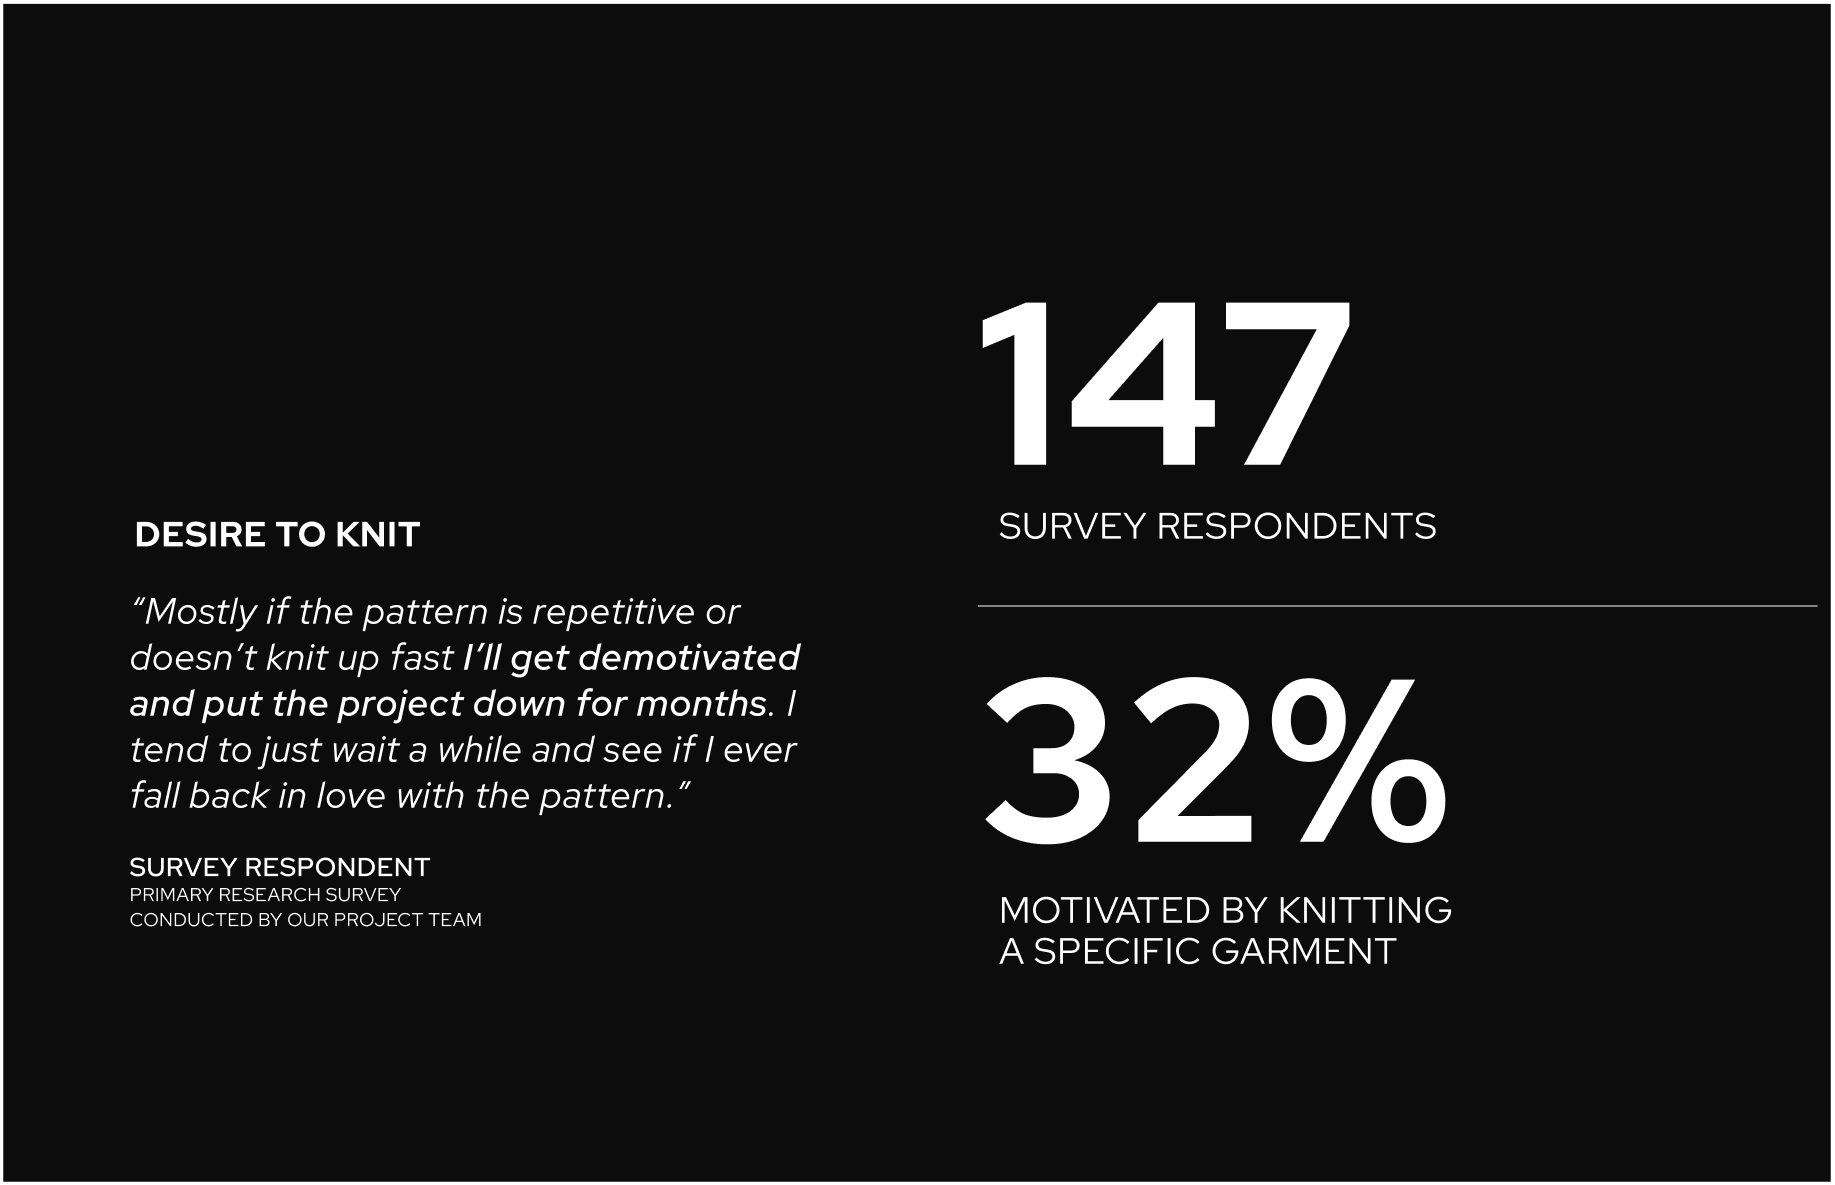 DESIRE TO KNIT
“Mostly if the pattern is repetitive or
doesn’t knit up fast I’ll get demotivated
and put the project down for months. I
tend to just wait a while and see if I ever
fall back in love with the pattern.”
SURVEY RESPONDENT
PRIMARY RESEARCH SURVEY
CONDUCTED BY OUR PROJECT TEAM
147
SURVEY RESPONDENTS
32%
MOTIVATED BY KNITTING
A SPECIFIC GARMENT